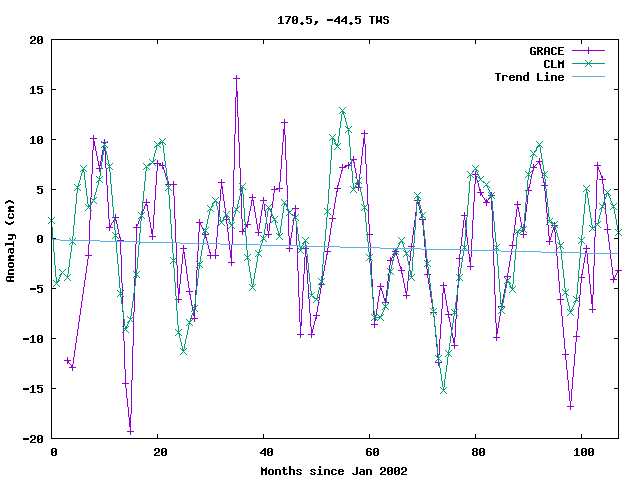 170.5, -44.5 TWS
GRACE
CLM
Trend Line
20
15
10
5
0
-5
-10
-15
-20
Anomaly (cm)
0 20 40 60 80 100
Months since Jan 2002